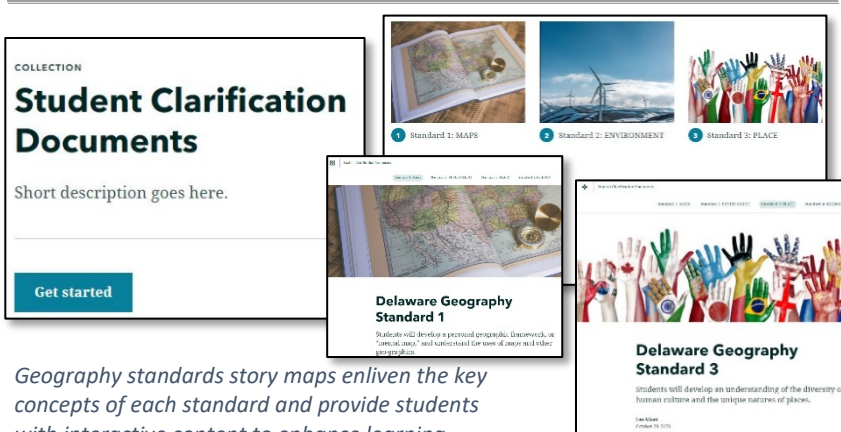 COLLECTION
Student Clarification
Documents
Short description goes here.
Get started
1 Standard 1: MAPS
2 Standard 2: ENVIRONMENT
3 Standard 3: PLACE
Delaware Geography
Standard 1
Students will develop a personal geographic framework, or
"mental map," and understand the uses of maps and other
geo-graphics.
Delaware Geography
Standard 3
Students will develop an understanding of the diversity of
human culture and the unique natures of places.
Geography standards story maps enliven the key
concepts of each standard and provide students
with interactive content to enhance learning